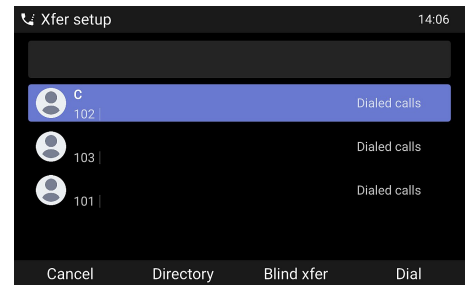 Xfer setup 14:06
C
102 | Dialed calls
103 | Dialed calls
101 | Dialed calls
Cancel Directory Blind xfer Dial